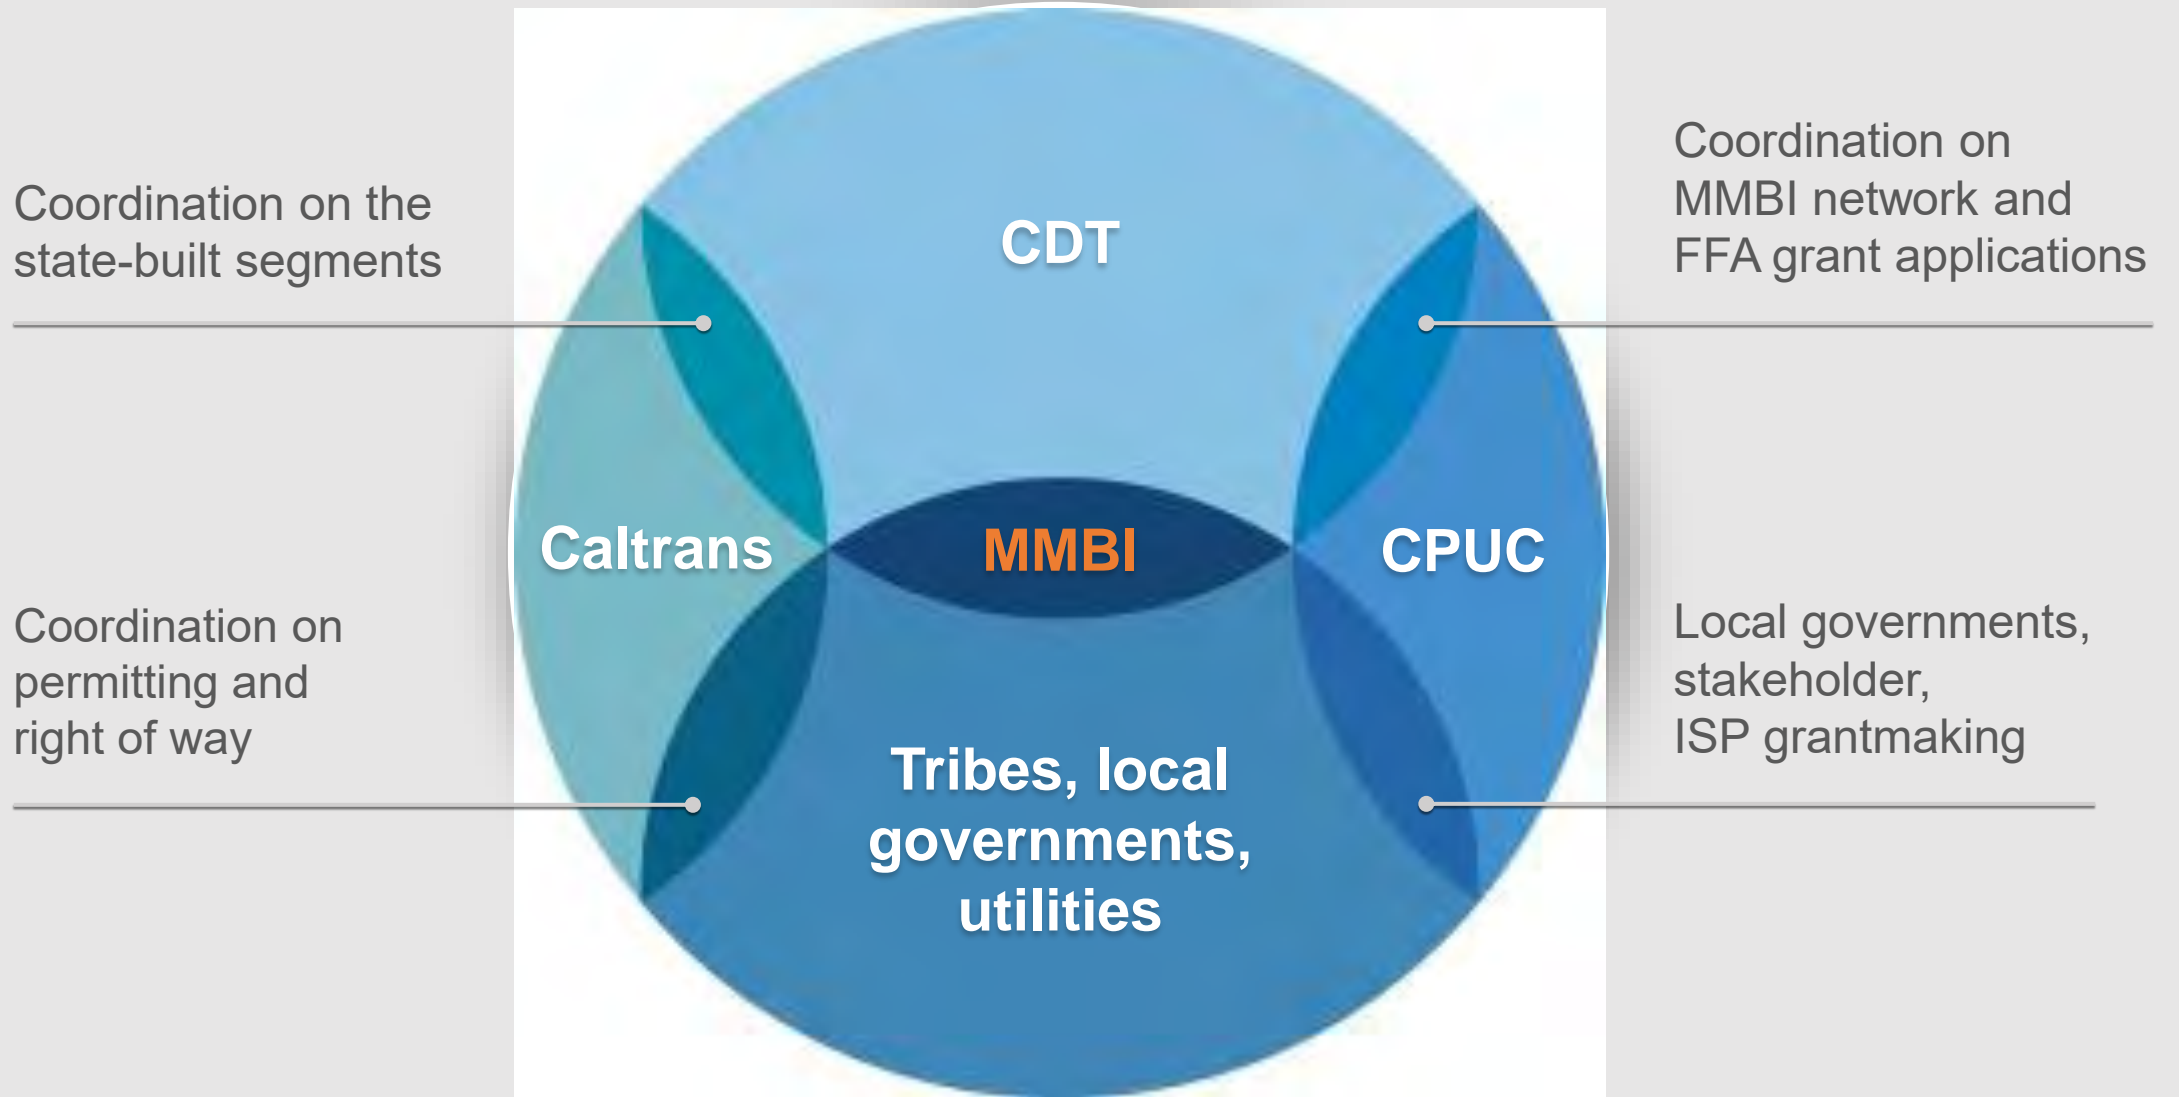 Coordination on the
state-built segments
Coordination on
permitting and
right of way
CDT
Caltrans
MMBI
CPUC
Tribes, local
governments,
utilities
Coordination on
MMBI network and
FFA grant applications
Local governments,
stakeholder,
ISP grantmaking